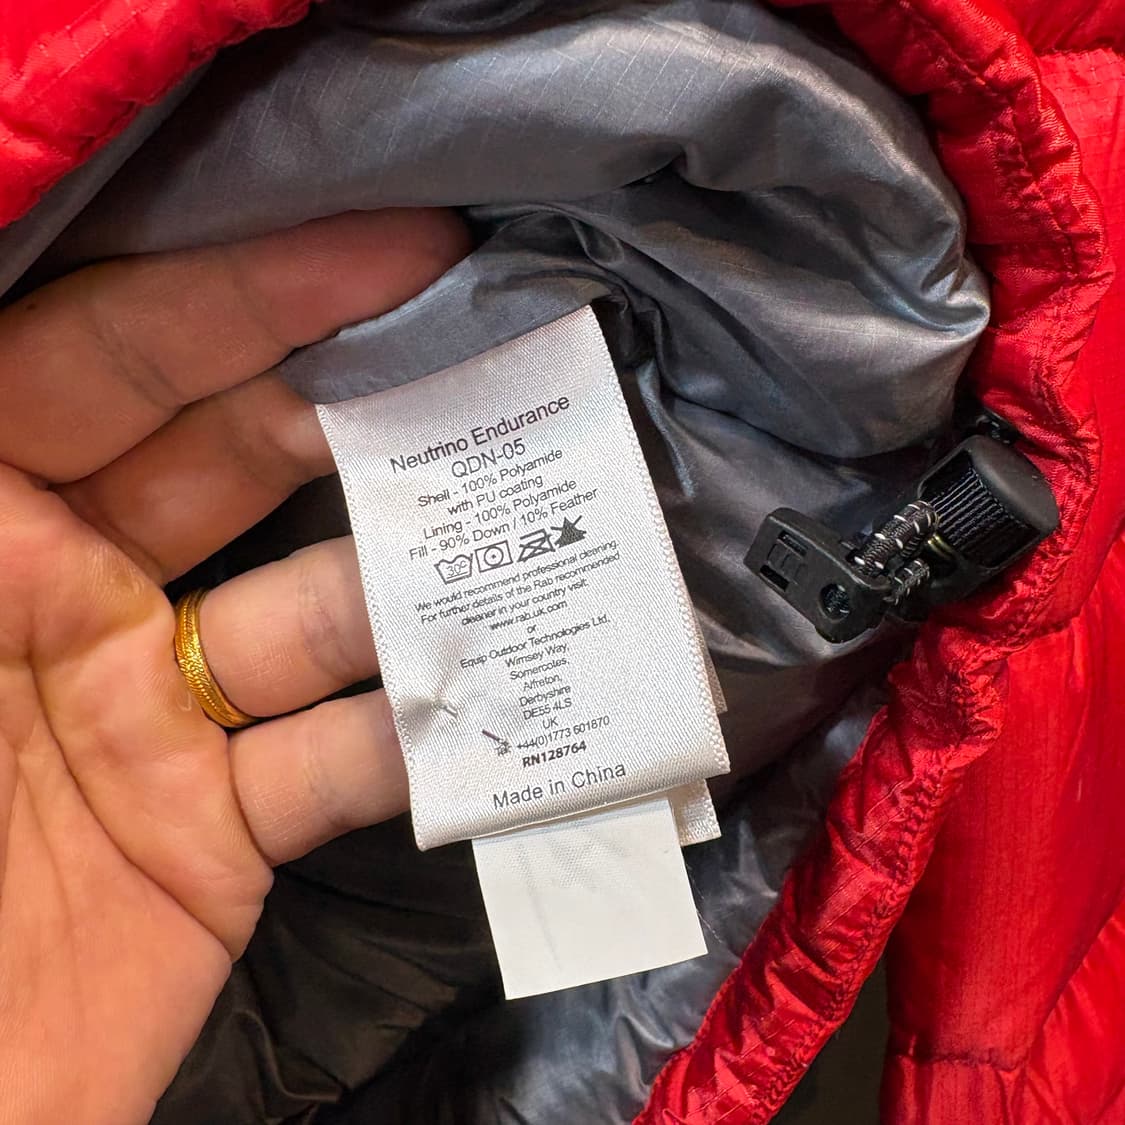 Neutrino Endurance
QDN-05
Shell - 100% Polyamide
with PU coating
Lining - 100% Polyamide
Fill - 90% Down / 10% Feather
30c
We would recommend professional cleaning
For further details of the Rab recommended
cleaner in your country visit:
www.rab.uk.com
or
Equip Outdoor Technologies Ltd.
Wimsey Way,
Somercotes,
Alfreton,
Derbyshire
DE55 4LS
UK
+44(0)1773 601870
RN128764
Made in China